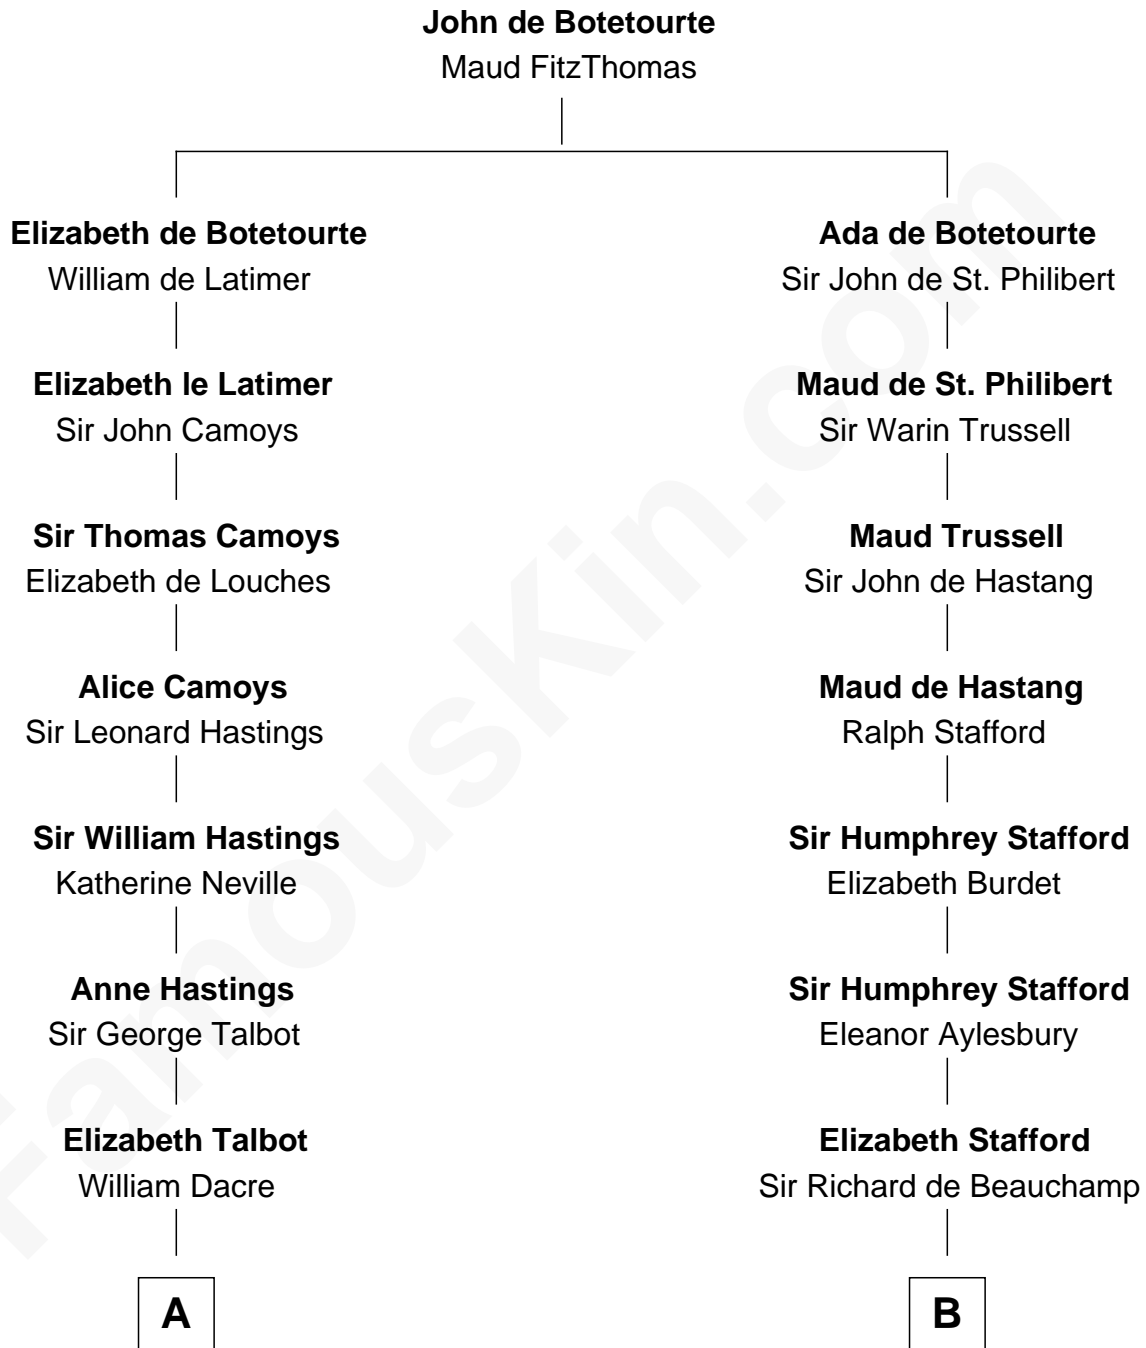 John de Botetourte
Maud FitzThomas
Elizabeth de Botetourte
William de Latimer
Ada de Botetourte
Sir John de St. Philibert
Elizabeth le Latimer
Sir John Camoys
Maud de St. Philibert
Sir Warin Trussell
Sir Thomas Camoys
Elizabeth de Louches
Maud Trussell
Sir John de Hastang
Alice Camoys
Sir Leonard Hastings
Maud de Hastang
Ralph Stafford
Sir William Hastings
Katherine Neville
Sir Humphrey Stafford
Elizabeth Burdet
Anne Hastings
Sir George Talbot
Sir Humphrey Stafford
Eleanor Aylesbury
Elizabeth Talbot
William Dacre
Elizabeth Stafford
Sir Richard de Beauchamp
A
B
FamousKin.com